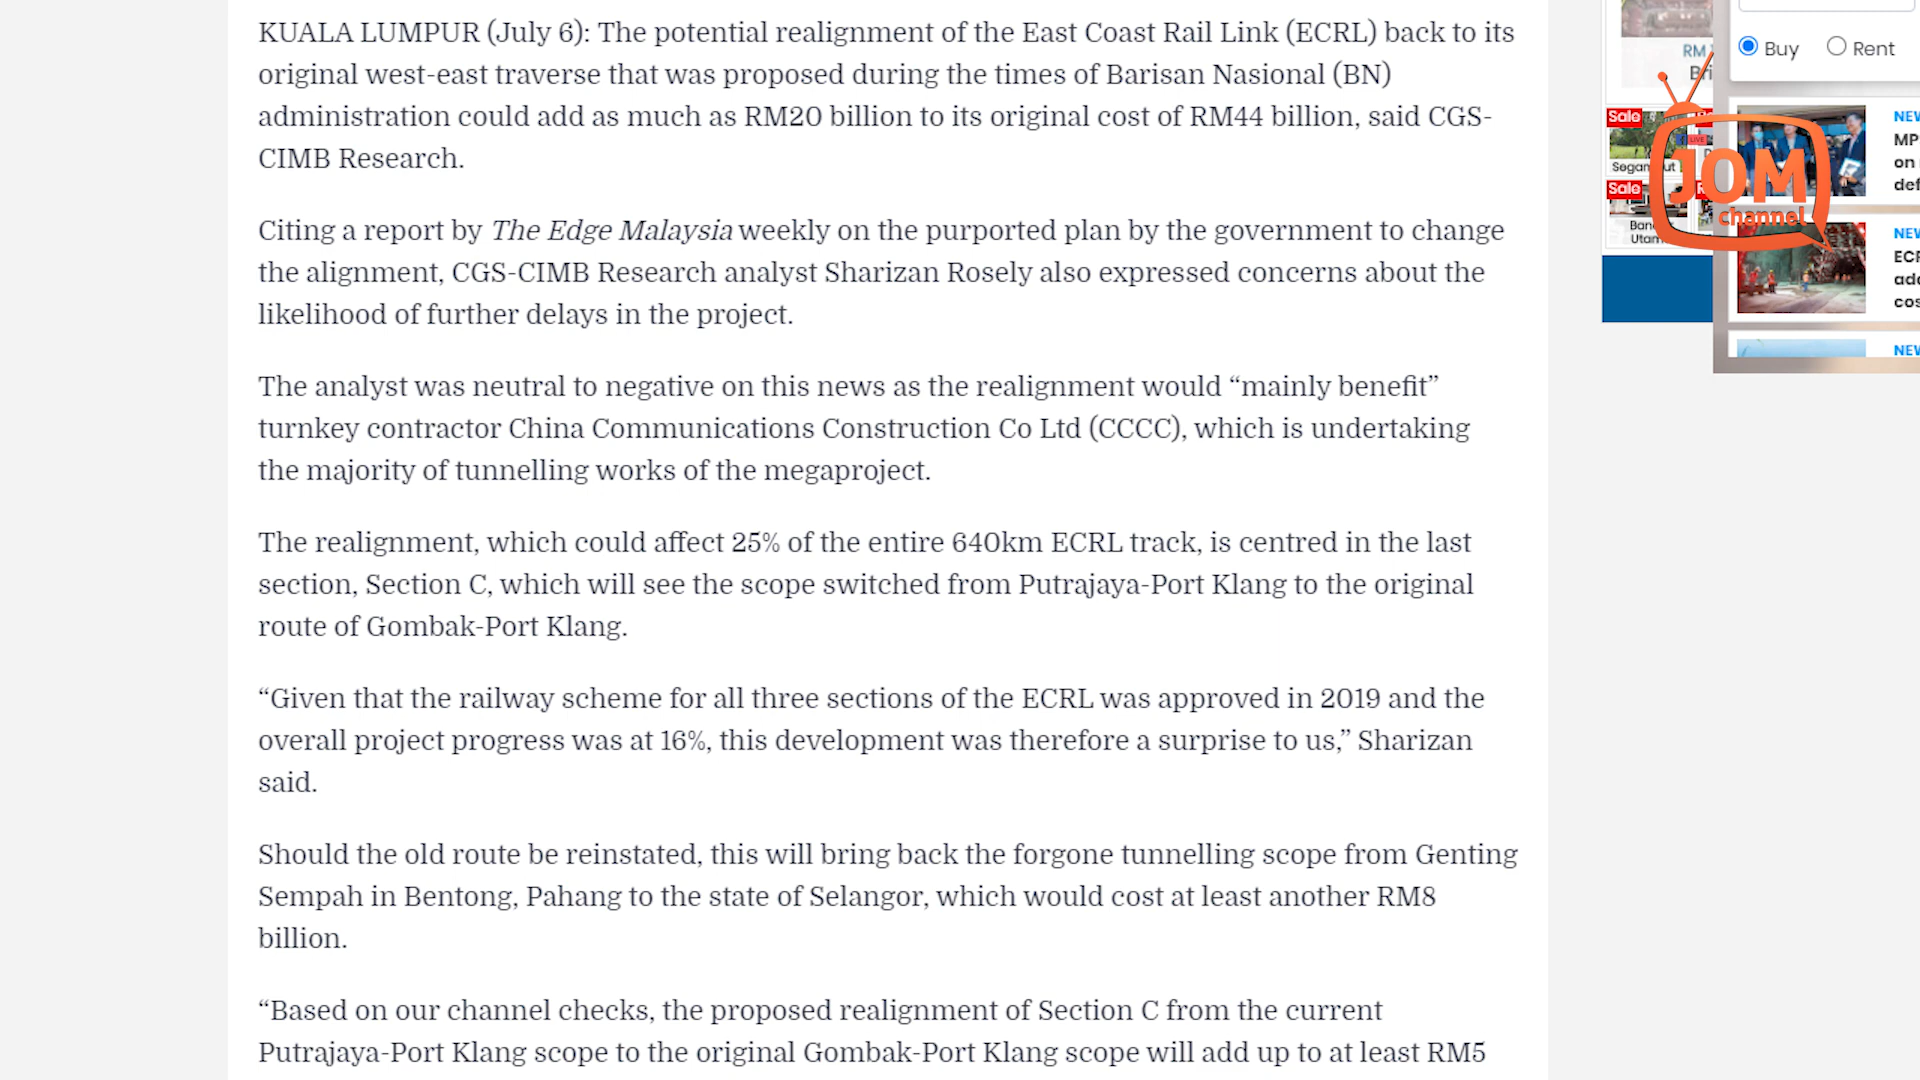 KUALA LUMPUR (July 6): The potential realignment of the East Coast Rail Link (ECRL) back to its
original west-east traverse that was proposed during the times of Barisan Nasional (BN)
administration could add as much as RM20 billion to its original cost of RM44 billion, said CGS-
CIMB Research.
Citing a report by The Edge Malaysia weekly on the purported plan by the government to change
the alignment, CGS-CIMB Research analyst Sharizan Rosely also expressed concerns about the
likelihood of further delays in the project.
The analyst was neutral to negative on this news as the realignment would “mainly benefit”
turnkey contractor China Communications Construction Co Ltd (CCCC), which is undertaking
the majority of tunnelling works of the megaproject.
The realignment, which could affect 25% of the entire 640km ECRL track, is centred in the last
section, Section C, which will see the scope switched from Putrajaya-Port Klang to the original
route of Gombak-Port Klang.
“Given that the railway scheme for all three sections of the ECRL was approved in 2019 and the
overall project progress was at 16%, this development was therefore a surprise to us,” Sharizan
said.
Should the old route be reinstated, this will bring back the forgone tunnelling scope from Genting
Sempah in Bentong, Pahang to the state of Selangor, which would cost at least another RM8
billion.
“Based on our channel checks, the proposed realignment of Section C from the current
Putrajaya-Port Klang scope to the original Gombak-Port Klang scope will add up to at least RM5
Buy
Rent
RM
Bri
Sale
Sale
LIVE
JOM
channel
NEW
MP
on
def
NEW
ECR
add
cos
NEW